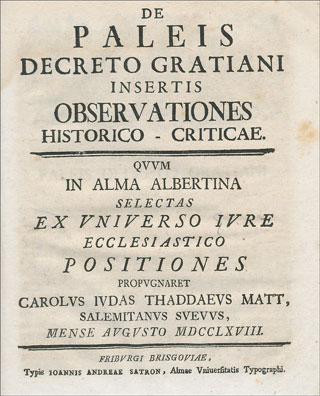 DE
PALEIS
DECRETO GRATIANI
INSERTIS
OBSERVATIONES
HISTORICO - CRITICAE.
QVVM
IN ALMA ALBERTINA
SELECTAS
EX VNIVERSO IVRE
ECCLESIASTICO
POSITIONES
PROPVGNARET
CAROLVS IVDAS THADDAEVS MATT,
SALEMITANVS SVEVVS,
MENSE AVGVSTO MDCCLXVIII.
FRIBVRGI BRISGOVIAE,
Typis IOANNIS ANDREAE SATRON, Almae Vniuersitatis Typographi.